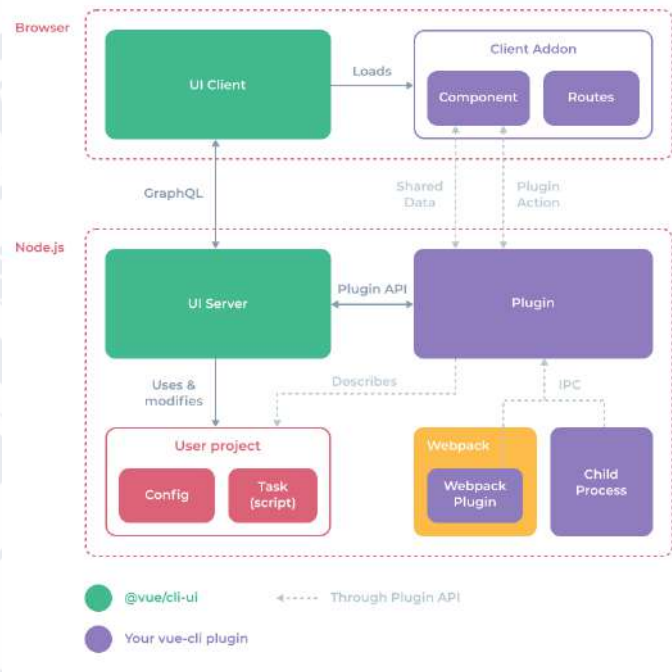 Browser
UI Client
Loads
Client Addon
Component
Routes
GraphQL
Shared
Data
Plugin
Action
Node.js
UI Server
Plugin API
Plugin
Uses &
modifies
Describes
IPC
User project
Config
Task
(script)
Webpack
Webpack
Plugin
Child
Process
@vue/cli-ui
Through Plugin API
Your vue-cli plugin